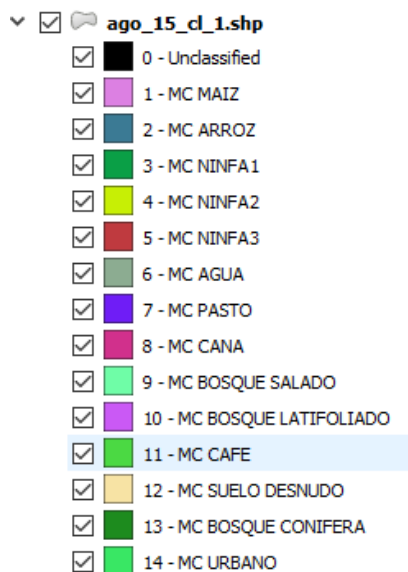 ago_15_cl_1.shp
0 - Unclassified
1 - MC MAIZ
2 - MC ARROZ
3 - MC NINFA1
4 - MC NINFA2
5 - MC NINFA3
6 - MC AGUA
7 - MC PASTO
8 - MC CANA
9 - MC BOSQUE SALADO
10 - MC BOSQUE LATIFOLIADO
11 - MC CAFE
12 - MC SUELO DESNUDO
13 - MC BOSQUE CONIFERA
14 - MC URBANO